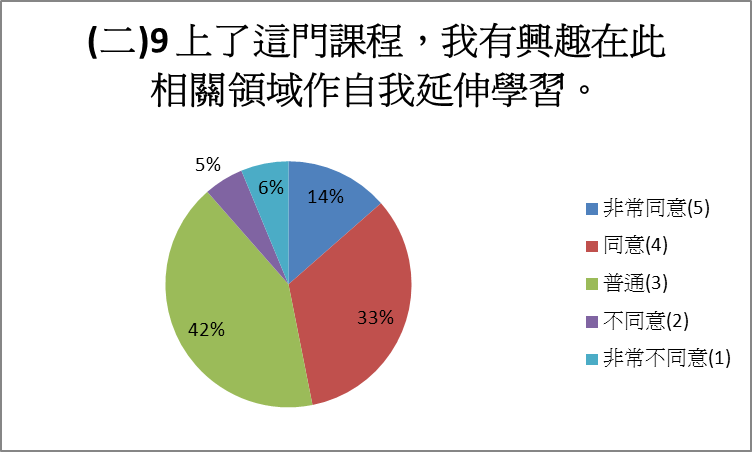 (二)9 上了這門課程，我有興趣在此
相關領域作自我延伸學習。
5%
6%
14%
33%
42%
非常同意(5)
同意(4)
普通(3)
不同意(2)
非常不同意(1)